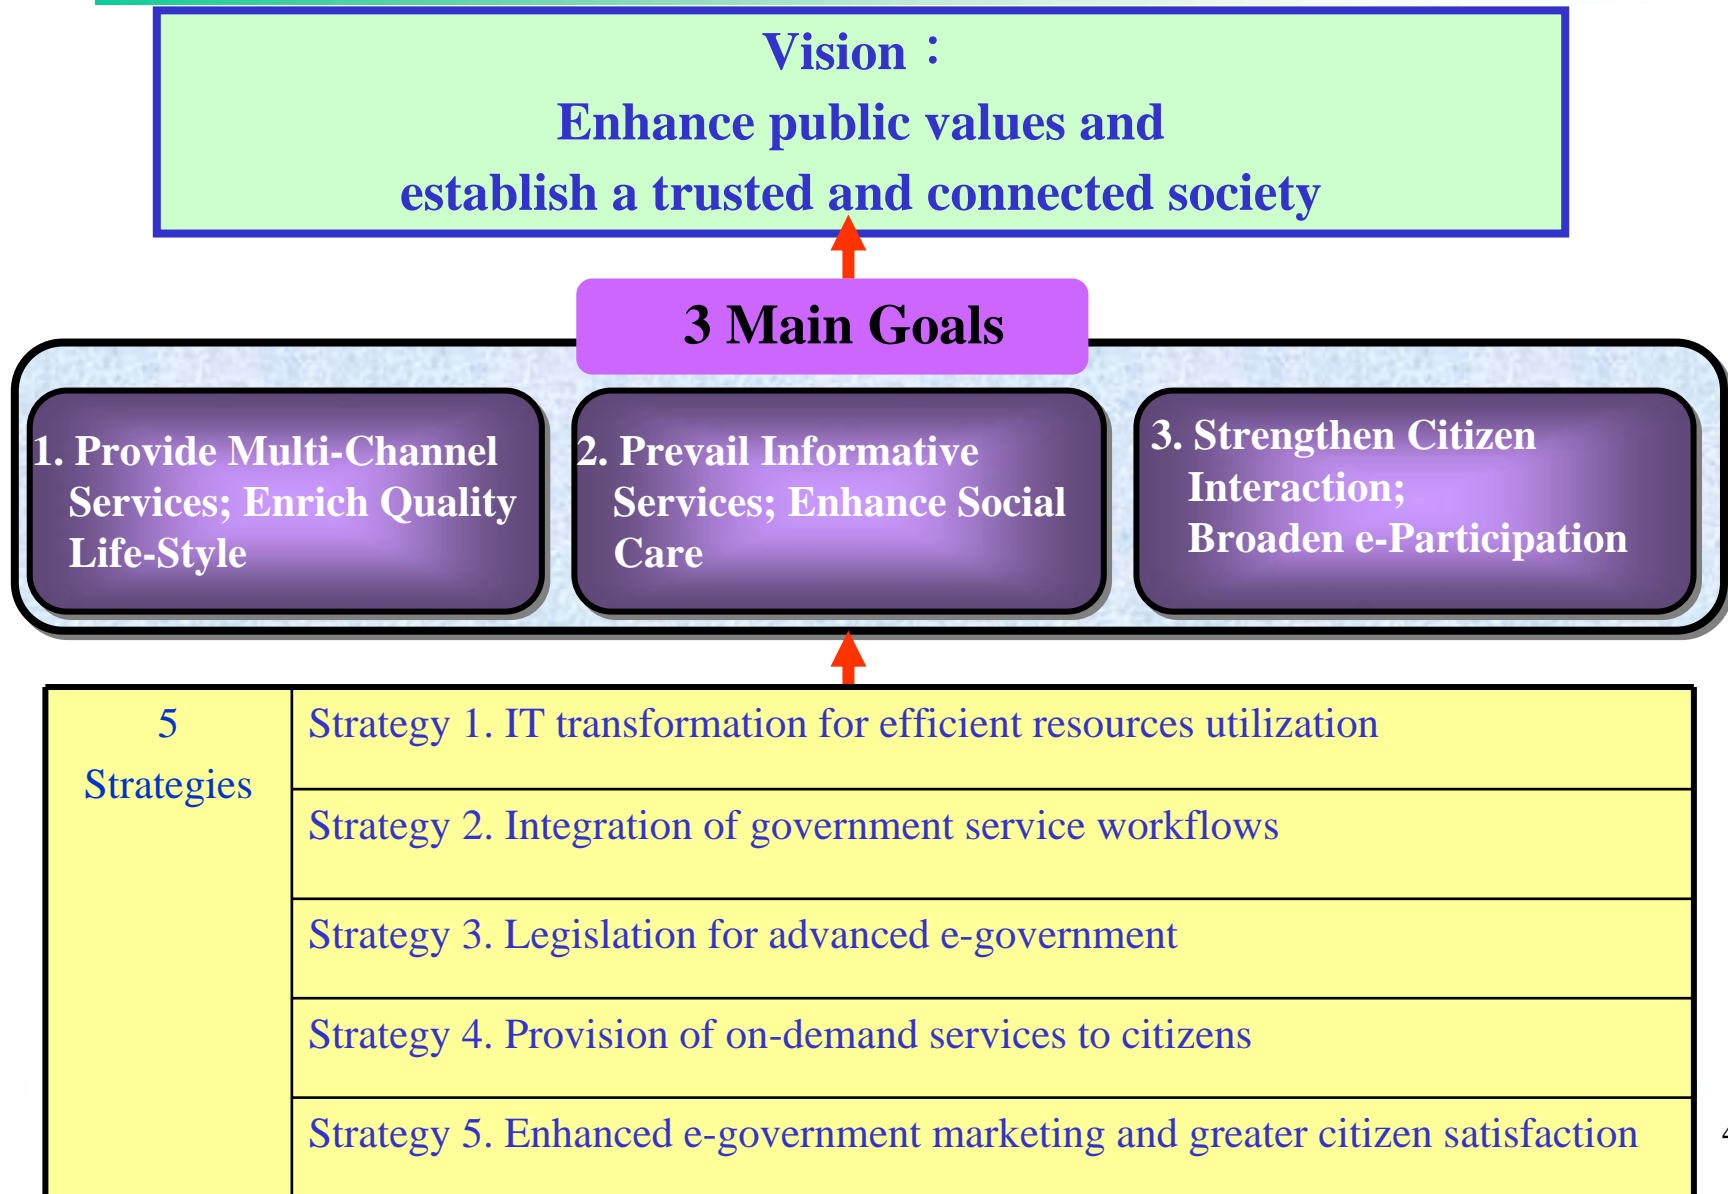 Vision：
Enhance public values and
establish a trusted and connected society
3 Main Goals
1. Provide Multi-Channel
Services; Enrich Quality
Life-Style
2. Prevail Informative
Services; Enhance Social
Care
3. Strengthen Citizen
Interaction;
Broaden e-Participation
5
Strategies
Strategy 1. IT transformation for efficient resources utilization
Strategy 2. Integration of government service workflows
Strategy 3. Legislation for advanced e-government
Strategy 4. Provision of on-demand services to citizens
Strategy 5. Enhanced e-government marketing and greater citizen satisfaction